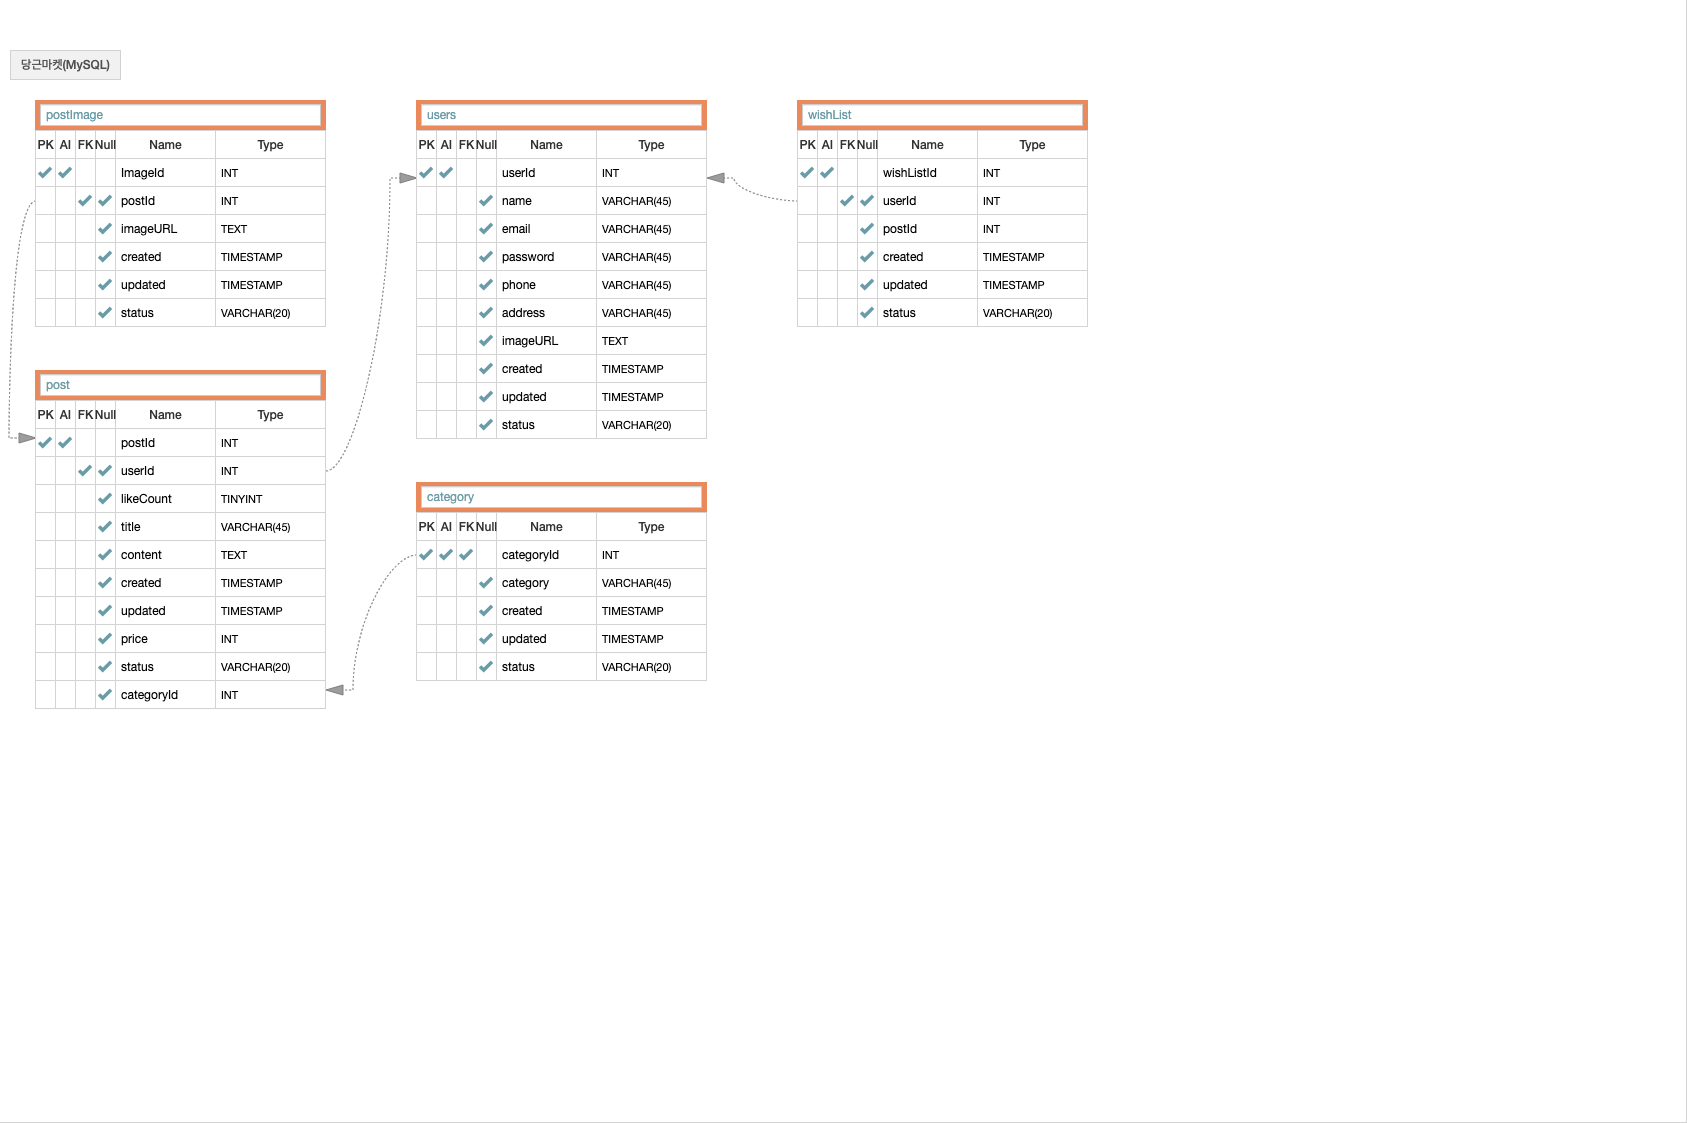 당근마켓(MySQL)
postImage
PK AI FK Null Name Type
ImageId INT
postId INT
imageURL TEXT
created TIMESTAMP
updated TIMESTAMP
status VARCHAR(20)
post
PK AI FK Null Name Type
postId INT
userId INT
likeCount TINYINT
title VARCHAR(45)
content TEXT
created TIMESTAMP
updated TIMESTAMP
price INT
status VARCHAR(20)
categoryId INT
users
PK AI FK Null Name Type
userId INT
name VARCHAR(45)
email VARCHAR(45)
password VARCHAR(45)
phone VARCHAR(45)
address VARCHAR(45)
imageURL TEXT
created TIMESTAMP
updated TIMESTAMP
status VARCHAR(20)
category
PK AI FK Null Name Type
categoryId INT
category VARCHAR(45)
created TIMESTAMP
updated TIMESTAMP
status VARCHAR(20)
wishList
PK AI FK Null Name Type
wishListId INT
userId INT
postId INT
created TIMESTAMP
updated TIMESTAMP
status VARCHAR(20)